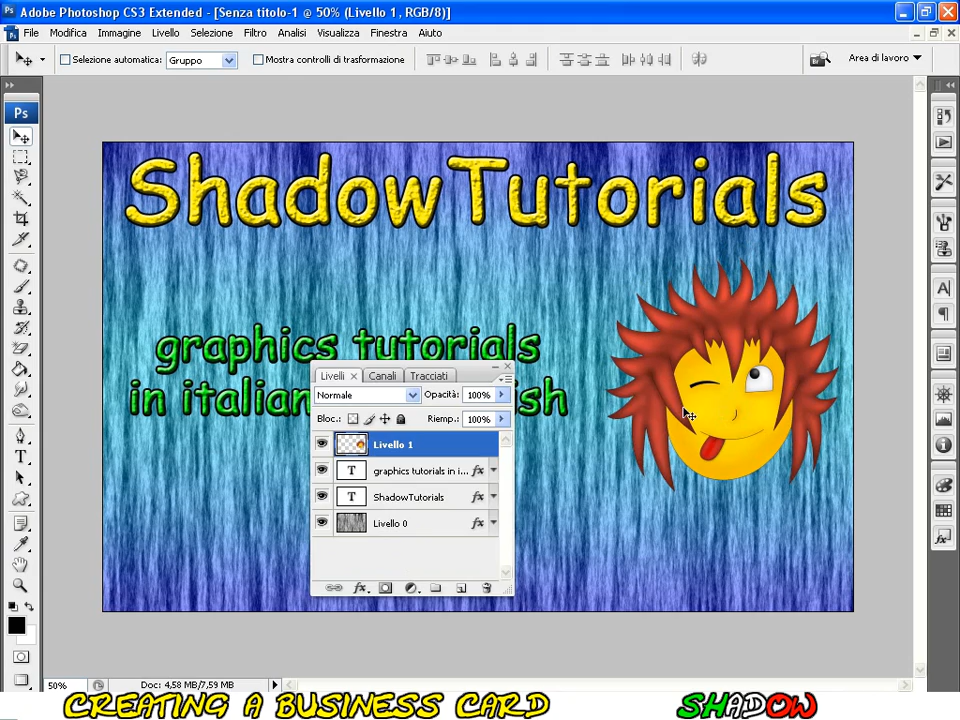 Adobe Photoshop CS3 Extended - [Senza titolo-1 @ 50% (Livello 1, RGB/8)]
File Modifica Immagine Livello Selezione Filtro Analisi Visualizza Finestra Aiuto
Selezione automatica: Gruppo Mostra controlli di trasformazione Area di lavoro
Ps
ShadowTutorials
graphics tutorials
in italian
sh
Livelli Canali Tracciati
Normale Opacità: 100%
Bloc.: Riemp.: 100%
Livello 1
T graphics tutorials in i... fx
T ShadowTutorials fx
Livello 0 fx
50% Doc: 4,58 MB/7,59 MB
CREATING A BUSINESS CARD SHADOW